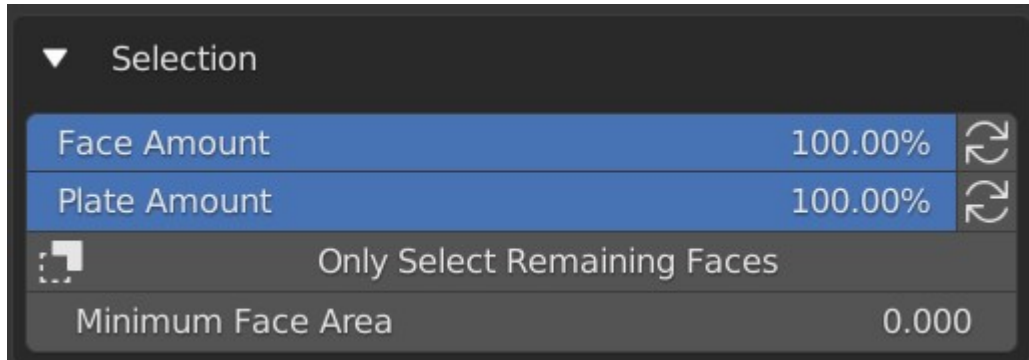 Selection
Face Amount 100.00%
Plate Amount 100.00%
Only Select Remaining Faces
Minimum Face Area 0.000